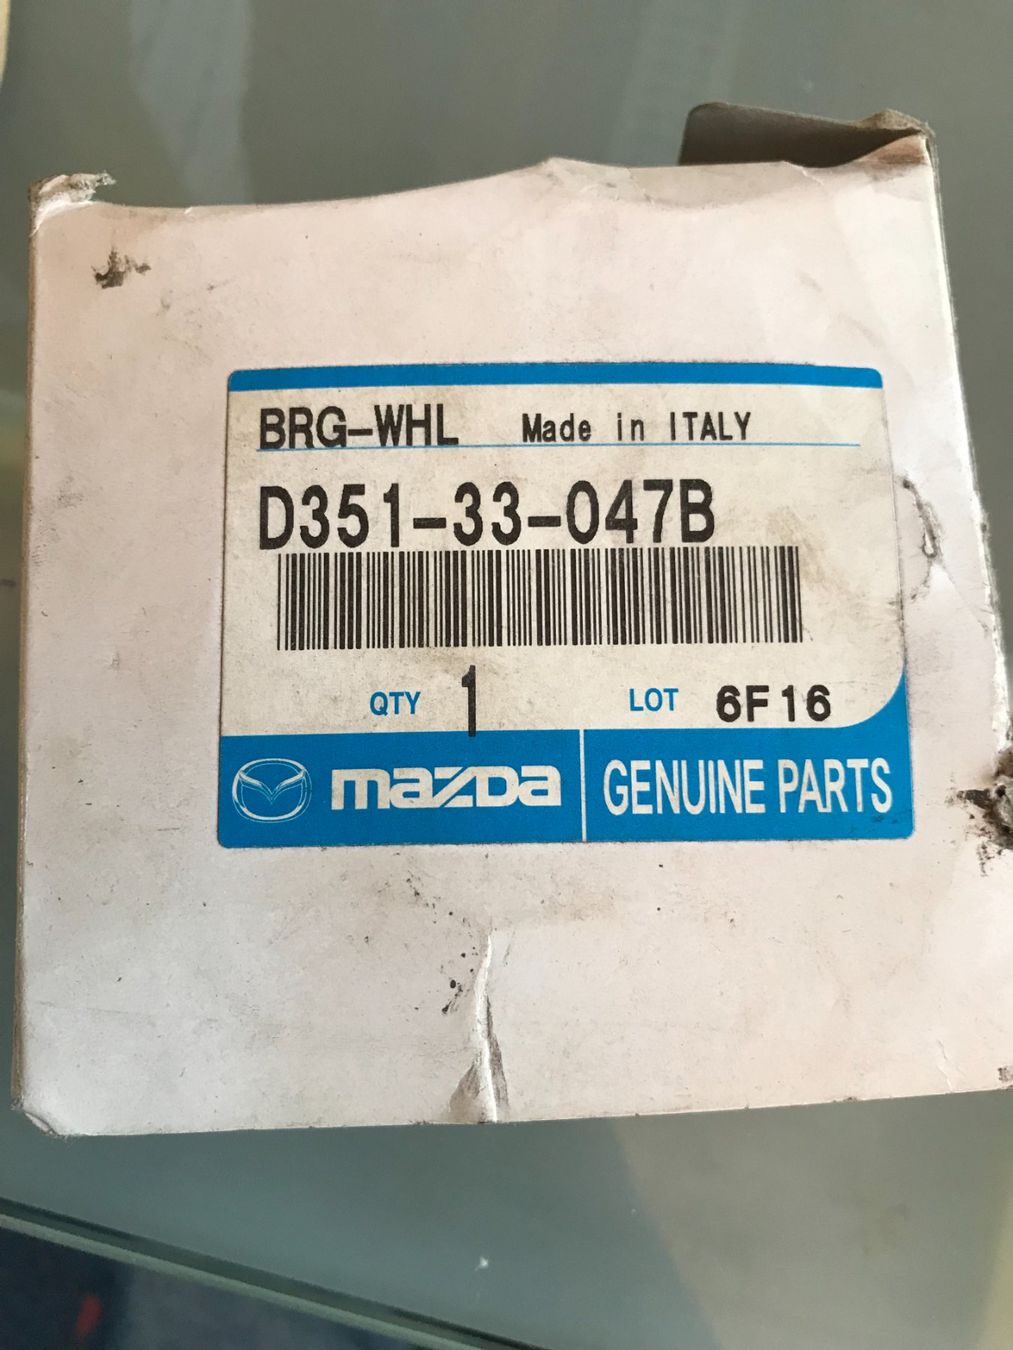 BRG-WHL Made in ITALY
D351-33-047B
QTY 1 LOT 6F16
mazda GENUINE PARTS